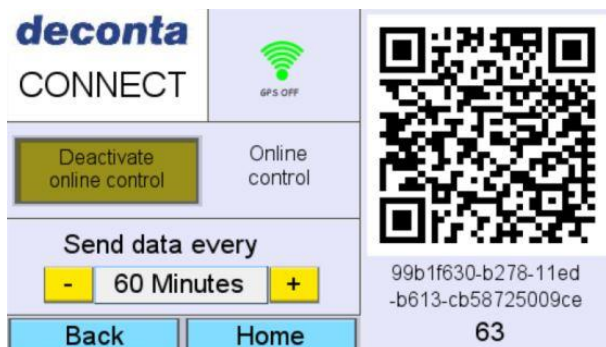 deconta
CONNECT
GPS OFF
Deactivate
online control
Online
control
Send data every
-
60 Minutes
+
Back
Home
99b1f630-b278-11ed
-b613-cb58725009ce
63